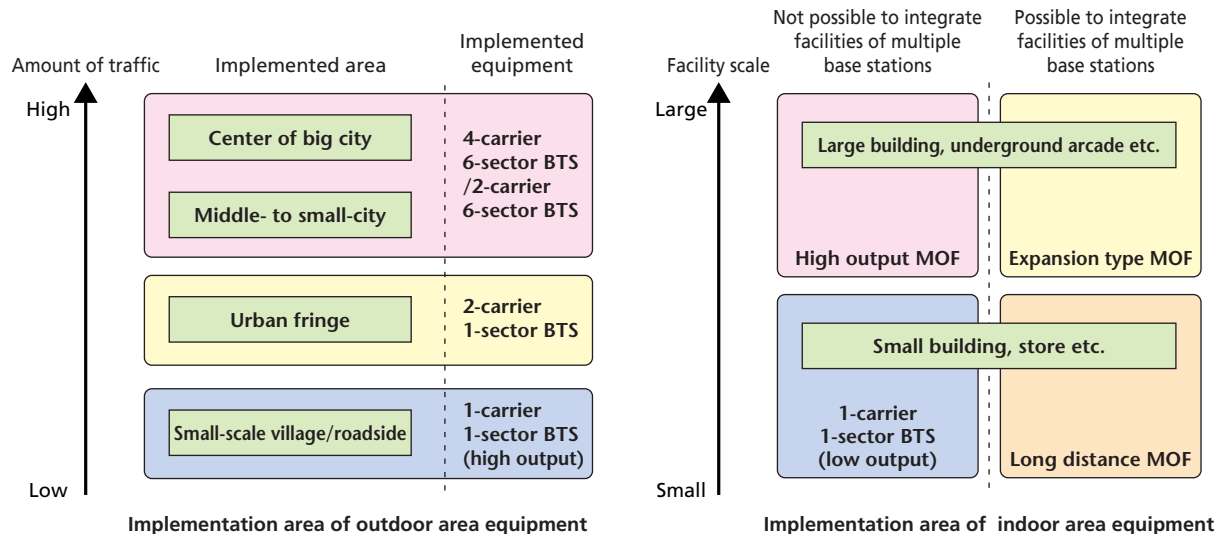 Amount of traffic
Implemented area
Implemented
equipment
High
Center of big city
Middle- to small-city
4-carrier
6-sector BTS
/2-carrier
6-sector BTS
Urban fringe
2-carrier
1-sector BTS
Small-scale village/roadside
1-carrier
1-sector BTS
(high output)
Low
Implementation area of outdoor area equipment
Facility scale
Not possible to integrate
facilities of multiple
base stations
Possible to integrate
facilities of multiple
base stations
Large
Large building, underground arcade etc.
High output MOF
Expansion type MOF
Small building, store etc.
1-carrier
1-sector BTS
(low output)
Long distance MOF
Small
Implementation area of indoor area equipment